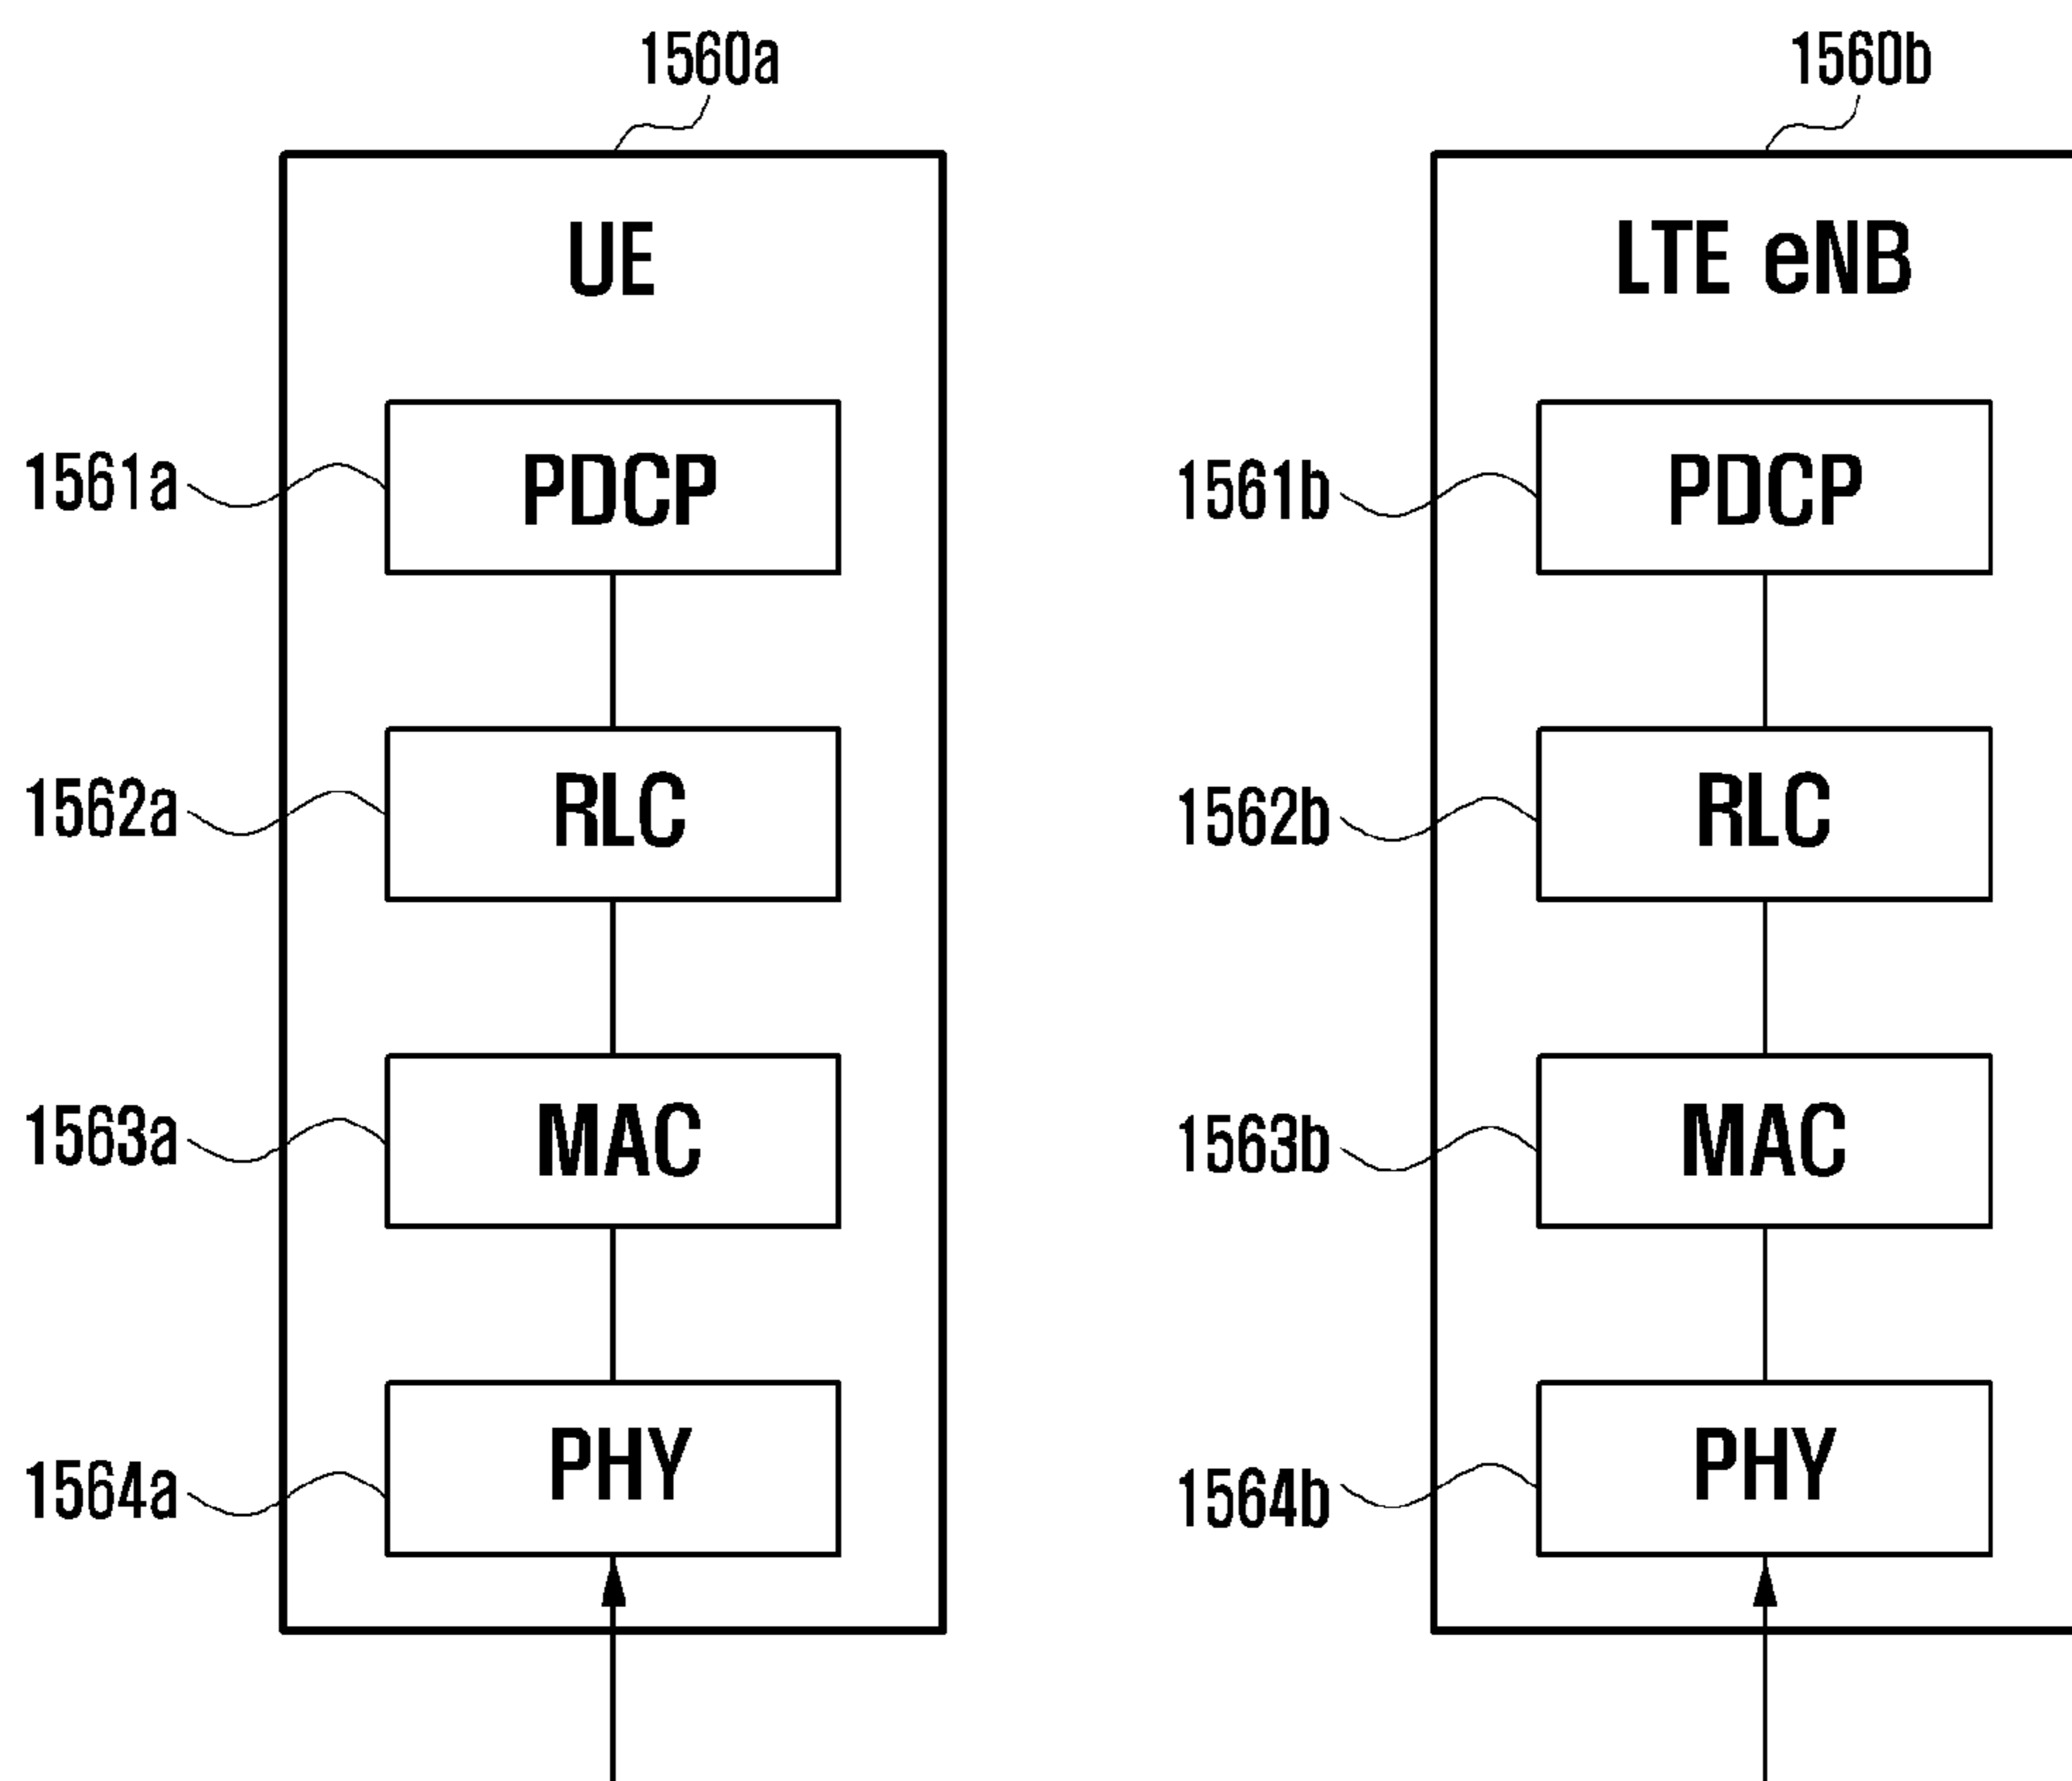 1560a
1560b
UE
LTE eNB
1561a
PDCP
1561b
PDCP
1562a
RLC
1562b
RLC
1563a
MAC
1563b
MAC
1564a
PHY
1564b
PHY